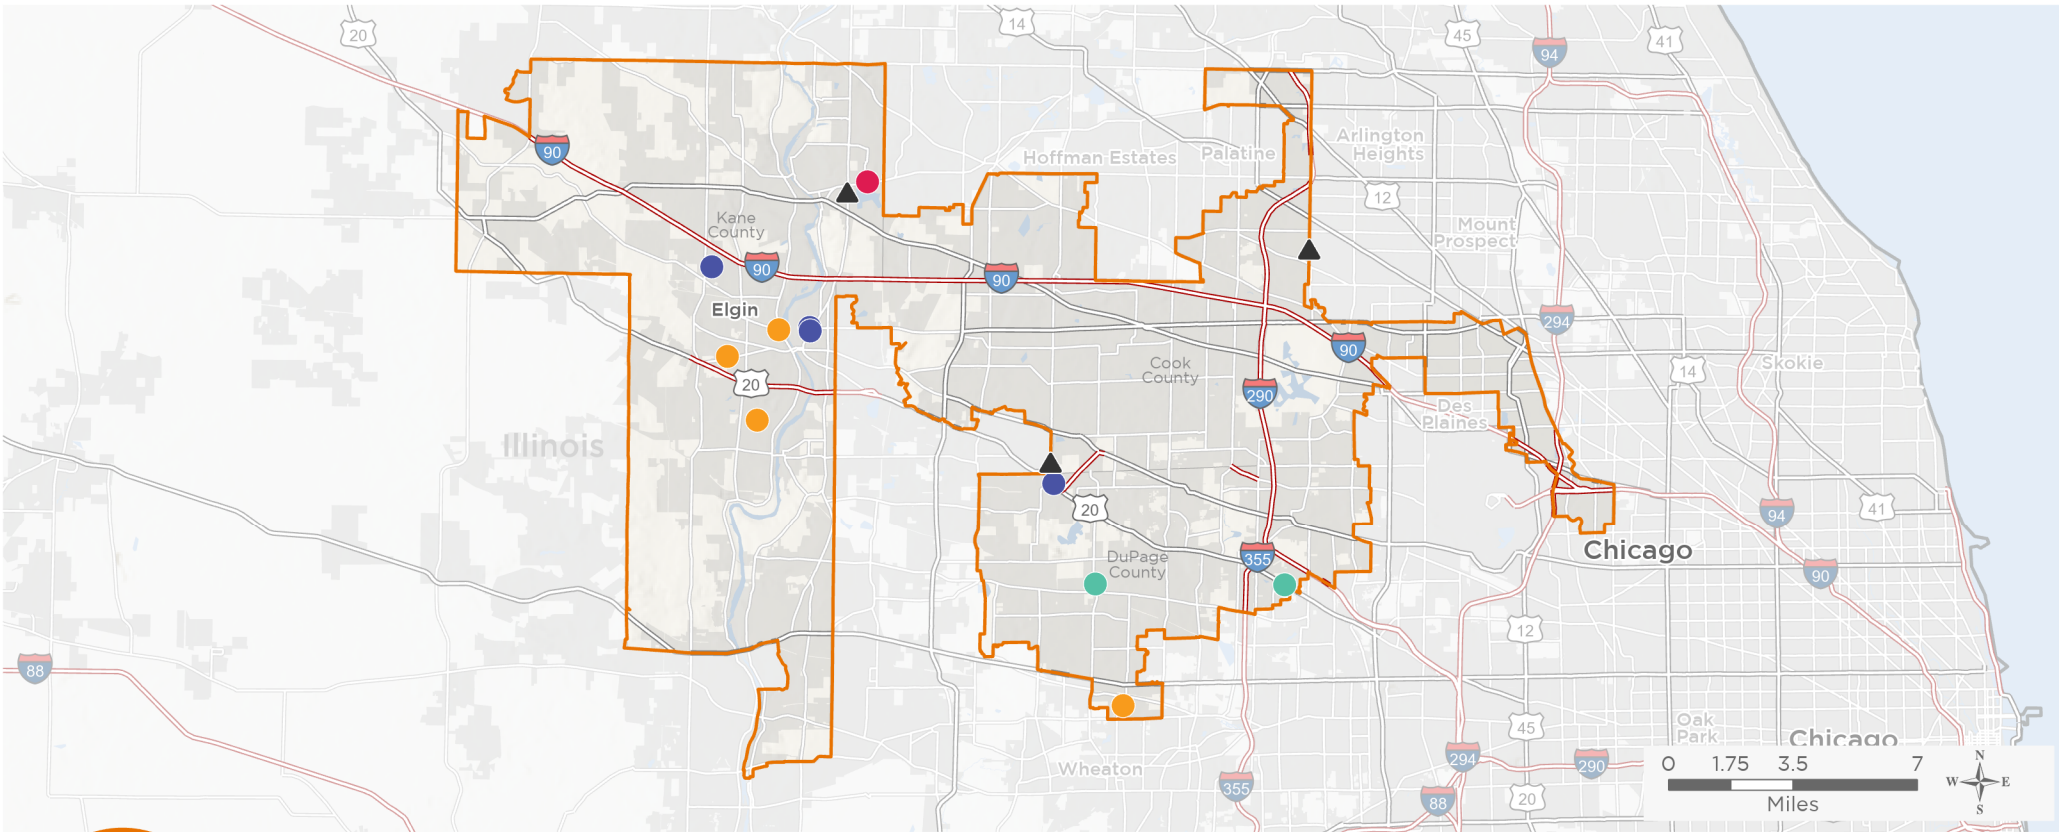 14
20
45
41
94
Arlington
Heights
90
Hoffman Estates
Palatine
12
Kane
County
Mount
Prospect
90
90
Elgin
294
90
Skokie
Cook
County
14
20
290
Des
Plaines
Illinois
20
94
41
Chicago
355
DuPage
County
90
12
88
Oak
Park
45
Chicago
294
290
Wheaton
355
88
20
0 1.75 3.5 7
Miles
N
W E
S